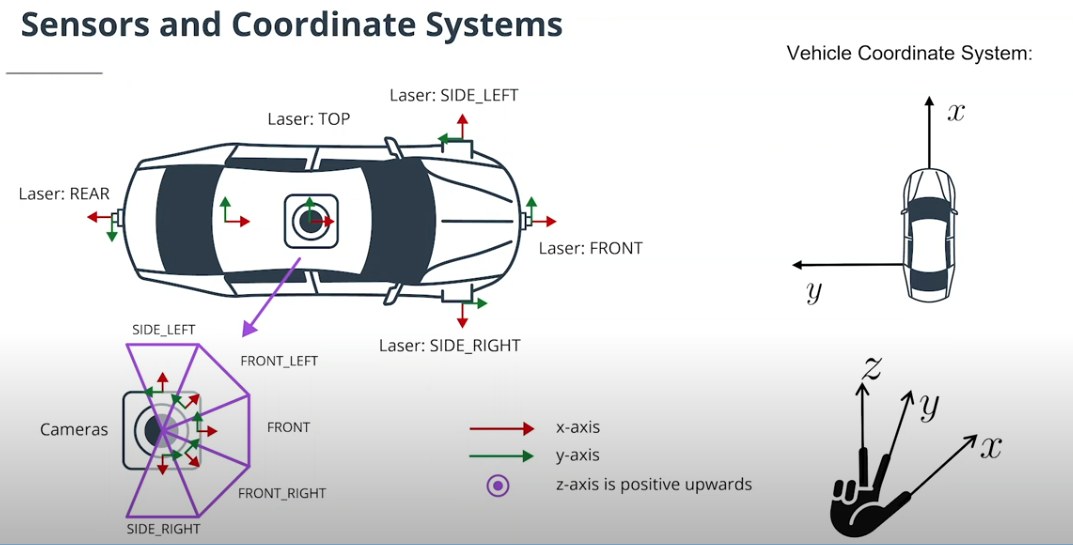 Sensors and Coordinate Systems
Vehicle Coordinate System:
Laser: SIDE_LEFT
Laser: TOP
x
Laser: REAR
Laser: FRONT
y
SIDE_LEFT
Laser: SIDE_RIGHT
FRONT_LEFT
z
y
Cameras
FRONT
x-axis
x
y-axis
FRONT_RIGHT
z-axis is positive upwards
SIDE_RIGHT